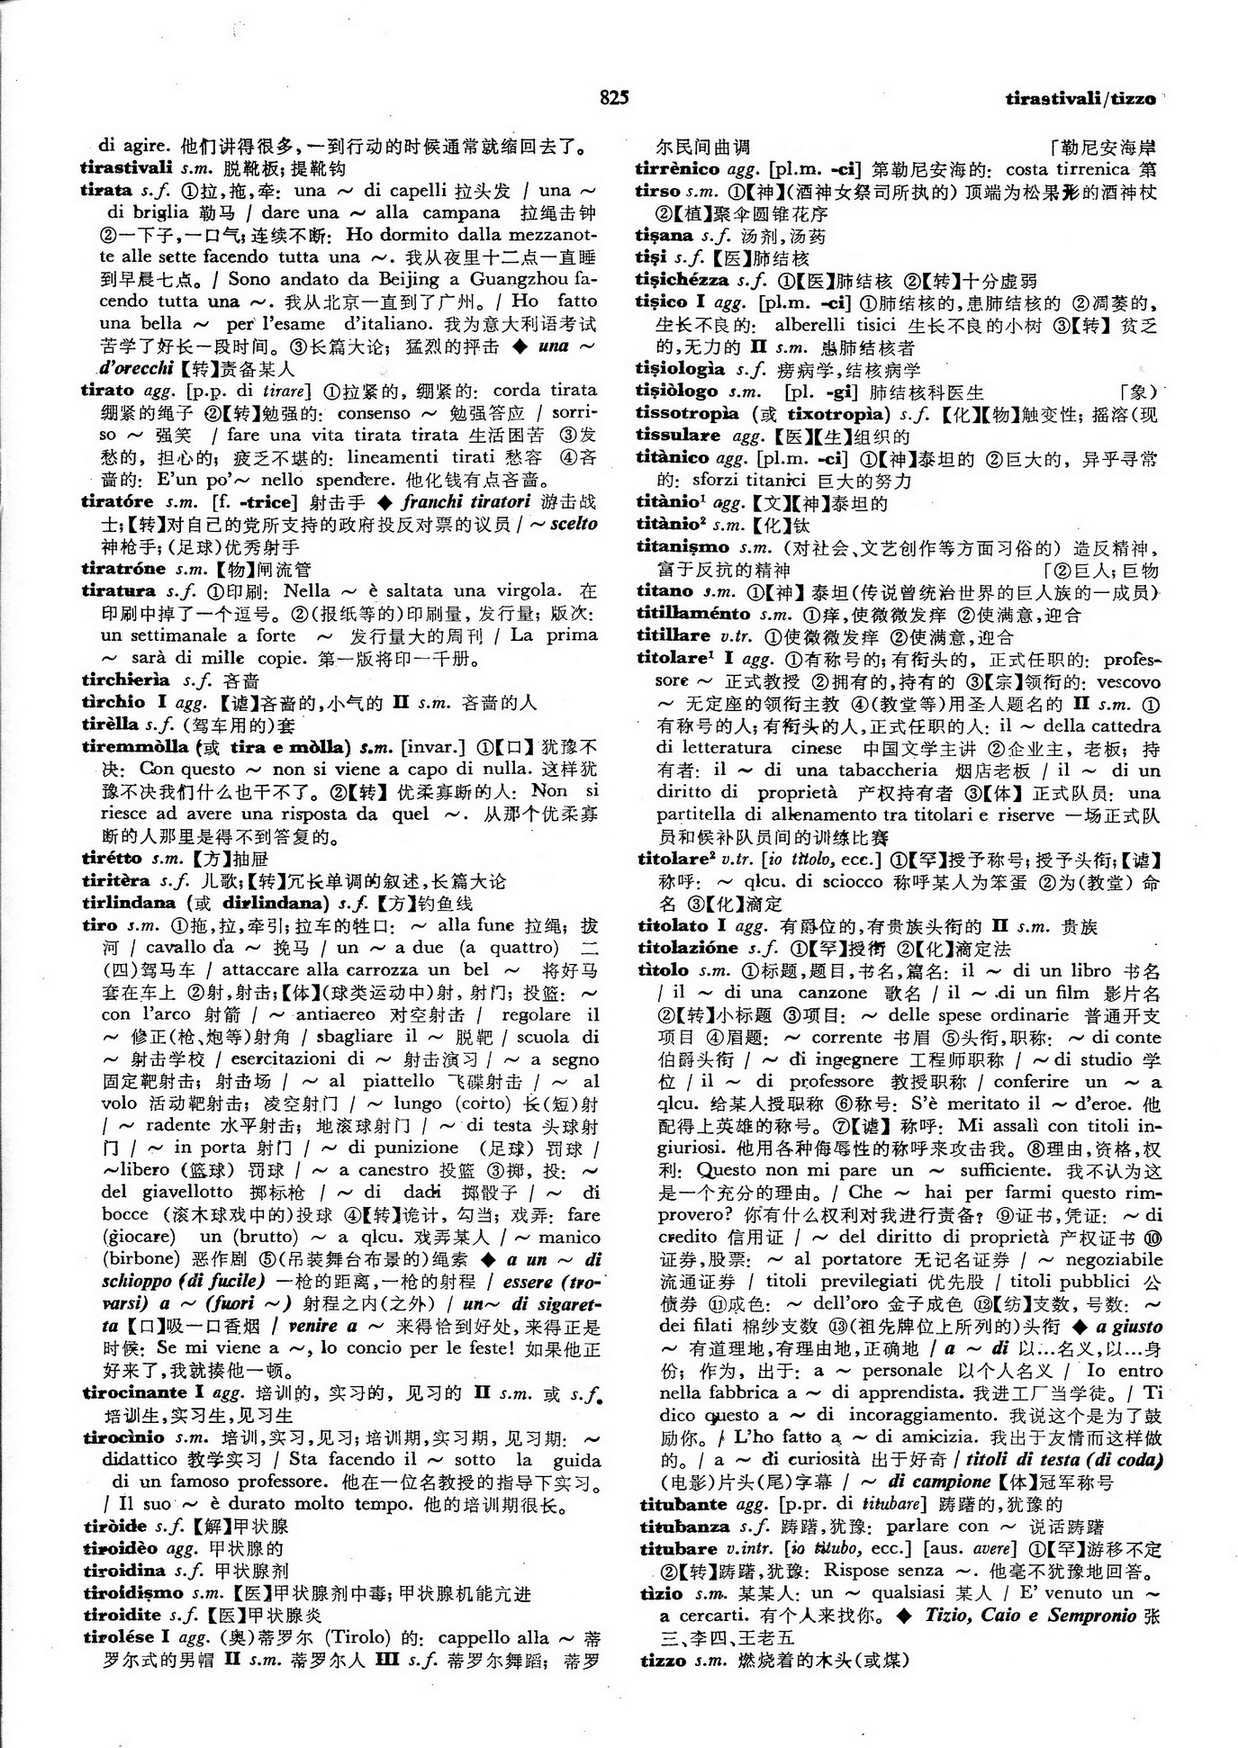 825
tirastivali/tizzo
di agire. 他们讲得很多，一到行动的时候通常就缩回去了。
tirastivali s.m. 脱靴板；提靴钩
tirata s.f. ①拉，拖，牵： una ～ di capelli 拉头发 / una ～
di briglia 勒马 / dare una ～ alla campana 拉绳击钟
②一下子，一口气；连续不断： Ho dormito dalla mezzanot-
te alle sette facendo tutta una ～. 我从夜里十二点一直睡
到早晨七点。/ Sono andato da Beijing a Guangzhou fa-
cendo tutta una ～. 我从北京一直到了广州。/ Ho fatto
una bella ～ per l'esame d'italiano. 我为意大利语考试
苦学了好长一段时间。③长篇大论； 猛烈的抨击 ◆ una ～
d'orecchi【转】责备某人
tirato agg. [p.p. di tirare] ①拉紧的， 绷紧的： corda tirata
绷紧的绳子 ②【转】勉强的： consenso ～ 勉强答应 / sorri-
so ～ 强笑 / fare una vita tirata tirata 生活困苦 ③发
愁的， 担心的； 疲乏不堪的： lineamenti tirati 愁容 ④吝
啬的： E'un po'～ nello spendere. 他化钱有点吝啬。
tiratóre s.m. [f. -trice] 射击手 ◆ franchi tiratori 游击战
士；【转】对自己的党所支持的政府投反对票的议员 / ～ scelto
神枪手；（足球）优秀射手
tiratróne s.m.【物】闸流管
tiratura s.f. ①印刷： Nella ～ è saltata una virgola. 在
印刷中掉了一个逗号。②（报纸等的）印刷量， 发行量； 版次：
un settimanale a forte ～ 发行量大的周刊 / La prima
～ sarà di mille copie. 第一版将印一千册。
tirchierìa s.f. 吝啬
tìrchio I agg. 【谑】吝啬的，小气的 II s.m. 吝啬的人
tirèlla s.f. （驾车用的）套
tiremmòlla (或 tira e mòlla) s.m. [invar.] ①【口】犹豫不
决： Con questo ～ non si viene a capo di nulla. 这样犹
豫不决我们什么也干不了。②【转】 优柔寡断的人： Non si
riesce ad avere una risposta da quel ～. 从那个优柔寡
断的人那里是得不到答复的。
tirétto s.m.【方】抽屉
tiritèra s.f. 儿歌；【转】冗长单调的叙述，长篇大论
tirlindana (或 dirlindana) s.f.【方】钓鱼线
tiro s.m. ①拖，拉，牵引；拉车的牲口： ～ alla fune 拉绳； 拔
河 / cavallo da ～ 挽马 / un ～ a due (a quattro) 二
（四）驾马车 / attaccare alla carrozza un bel ～ 将好马
套在车上 ②射，射击；【体】（球类运动中）射， 射门； 投篮： ～
con l'arco 射箭 / ～ antiaereo 对空射击 / regolare il
～ 修正（枪、炮等）射角 / sbagliare il ～ 脱靶 / scuola di
～ 射击学校 / esercitazioni di ～ 射击演习 / ～ a segno
固定靶射击； 射击场 / ～ al piattello 飞碟射击 / ～ al
volo 活动靶射击； 凌空射门 / ～ lungo (corto) 长（短）射
/ ～ radente 水平射击； 地滚球射门 / ～ di testa 头球射
门 / ～ in porta 射门 / ～ di punizione （足球） 罚球 /
～libero （篮球） 罚球 / ～ a canestro 投篮 ③掷， 投： ～
del giavellotto 掷标枪 / ～ di dadi 掷骰子 / ～ di
bocce （滚木球戏中的）投球 ④【转】诡计， 勾当； 戏弄： fare
(giocare) un (brutto) ～ a qlcu. 戏弄某人 / ～ manico
(birbone) 恶作剧 ⑤（吊装舞台布景的）绳索 ◆ a un ～ di
schioppo (di fucile) 一枪的距离，一枪的射程 / essere (tro-
varsi) a ～ (fuori ～) 射程之内（之外） / un～ di sigaret-
ta【口】吸一口香烟 / venire a ～ 来得恰到好处，来得正是
时候： Se mi viene a ～, lo concio per le feste! 如果他正
好来了，我就揍他一顿。
tirocinante I agg. 培训的， 实习的， 见习的 II s.m. 或 s.f.
培训生，实习生，见习生
tirocìnio s.m. 培训，实习，见习；培训期，实习期， 见习期： ～
didattico 教学实习 / Sta facendo il ～ sotto la guida
di un famoso professore. 他在一位名教授的指导下实习。
/ Il suo ～ è durato molto tempo. 他的培训期很长。
tiròide s.f.【解】甲状腺
tiroidèo agg. 甲状腺的
tiroidina s.f. 甲状腺剂
tiroidismo s.m.【医】甲状腺剂中毒；甲状腺机能亢进
tiroidite s.f.【医】甲状腺炎
tirolése I agg. （奥）蒂罗尔 (Tirolo) 的： cappello alla ～ 蒂
罗尔式的男帽 II s.m. 蒂罗尔人 III s.f. 蒂罗尔舞蹈； 蒂罗
尔民间曲调 「勒尼安海岸
tirrènico agg. [pl.m. -ci] 第勒尼安海的： costa tirrenica 第
tirso s.m. ①【神】（酒神女祭司所执的） 顶端为松果形的酒神杖
②【植】聚伞圆锥花序
tisana s.f. 汤剂，汤药
tisi s.f.【医】肺结核
tisichézza s.f. ①【医】肺结核 ②【转】十分虚弱
tisico I agg. [pl.m. -ci] ①肺结核的，患肺结核的 ②凋萎的，
生长不良的： alberelli tisici 生长不良的小树 ③【转】 贫乏
的，无力的 II s.m. 患肺结核者
tisiologìa s.f. 痨病学，结核病学
tisiòlogo s.m. [pl. -gi] 肺结核科医生 「象）
tissotropìa (或 tixotropìa) s.f.【化】【物】触变性； 摇溶（现
tissulare agg.【医】【生】组织的
titànico agg. [pl.m. -ci] ①【神】泰坦的 ②巨大的， 异乎寻常
的： sforzi titanici 巨大的努力
titànio¹ agg.【文】【神】泰坦的
titànio² s.m.【化】钛
titanismo s.m. （对社会、文艺创作等方面习俗的） 造反精神，
富于反抗的精神 「②巨人；巨物
titano s.m. ①【神】 泰坦（传说曾统治世界的巨人族的一成员）
titillaménto s.m. ①痒，使微微发痒 ②使满意，迎合
titillare v.tr. ①使微微发痒 ②使满意，迎合
titolare¹ I agg. ①有称号的；有衔头的， 正式任职的： profes-
sore ～ 正式教授 ②拥有的，持有的 ③【宗】领衔的： vescovo
～ 无定座的领衔主教 ④（教堂等）用圣人题名的 II s.m. ①
有称号的人；有衔头的人，正式任职的人： il ～ della cattedra
di letteratura cinese 中国文学主讲 ②企业主， 老板； 持
有者： il ～ di una tabaccheria 烟店老板 / il ～ di un
diritto di proprietà 产权持有者 ③【体】 正式队员： una
partitella di allenamento tra titolari e riserve 一场正式队
员和候补队员间的训练比赛
titolare² v.tr. [io titolo, ecc.] ①【罕】授予称号；授予头衔；【谑】
称呼： ～ qlcu. di sciocco 称呼某人为笨蛋 ②为（教堂） 命
名 ③【化】滴定
titolato I agg. 有爵位的，有贵族头衔的 II s.m. 贵族
titolazióne s.f. ①【罕】授衔 ②【化】滴定法
tìtolo s.m. ①标题，题目，书名，篇名： il ～ di un libro 书名
/ il ～ di una canzone 歌名 / il ～ di un film 影片名
②【转】小标题 ③项目： ～ delle spese ordinarie 普通开支
项目 ④眉题： ～ corrente 书眉 ⑤头衔，职称： ～ di conte
伯爵头衔 / ～ di ingegnere 工程师职称 / ～ di studio 学
位 / il ～ di professore 教授职称 / conferire un ～ a
qlcu. 给某人授职称 ⑥称号： S'è meritato il ～ d'eroe. 他
配得上英雄的称号。⑦【谑】 称呼： Mi assalì con titoli in-
giuriosi. 他用各种侮辱性的称呼来攻击我。⑧理由，资格，权
利： Questo non mi pare un ～ sufficiente. 我不认为这
是一个充分的理由。/ Che ～ hai per farmi questo rim-
provero? 你有什么权利对我进行责备？⑨证书，凭证： ～ di
credito 信用证 / ～ del diritto di proprietà 产权证书 ⑩
证券，股票： ～ al portatore 无记名证券 / ～ negoziabile
流通证券 / titoli previlegiati 优先股 / titoli pubblici 公
债券 ⑪成色： ～ dell'oro 金子成色 ⑫【纺】支数， 号数： ～
dei filati 棉纱支数 ⑬（祖先牌位上所列的）头衔 ◆ a giusto
～ 有道理地，有理由地，正确地 / a ～ di 以…名义，以…身
份； 作为， 出于： a ～ personale 以个人名义 / Io entro
nella fabbrica a ～ di apprendista. 我进工厂当学徒。/ Ti
dico questo a ～ di incoraggiamento. 我说这个是为了鼓
励你。/ L'ho fatto a ～ di amicizia. 我出于友情而这样做
的。/ a ～ di curiosità 出于好奇 / titoli di testa (di coda)
（电影）片头（尾）字幕 / ～ di campione【体】冠军称号
titubante agg. [p.pr. di titubare] 踌躇的，犹豫的
titubanza s.f. 踌躇，犹豫： parlare con ～ 说话踌躇
titubare v.intr. [io titubo, ecc.] [aus. avere] ①【罕】游移不定
②【转】踌躇，犹豫： Rispose senza ～. 他毫不犹豫地回答。
tìzio s.m. 某某人： un ～ qualsiasi 某人 / E' venuto un ～
a cercarti. 有个人来找你。◆ Tizio, Caio e Sempronio 张
三、李四、王老五
tizzo s.m. 燃烧着的木头（或煤）